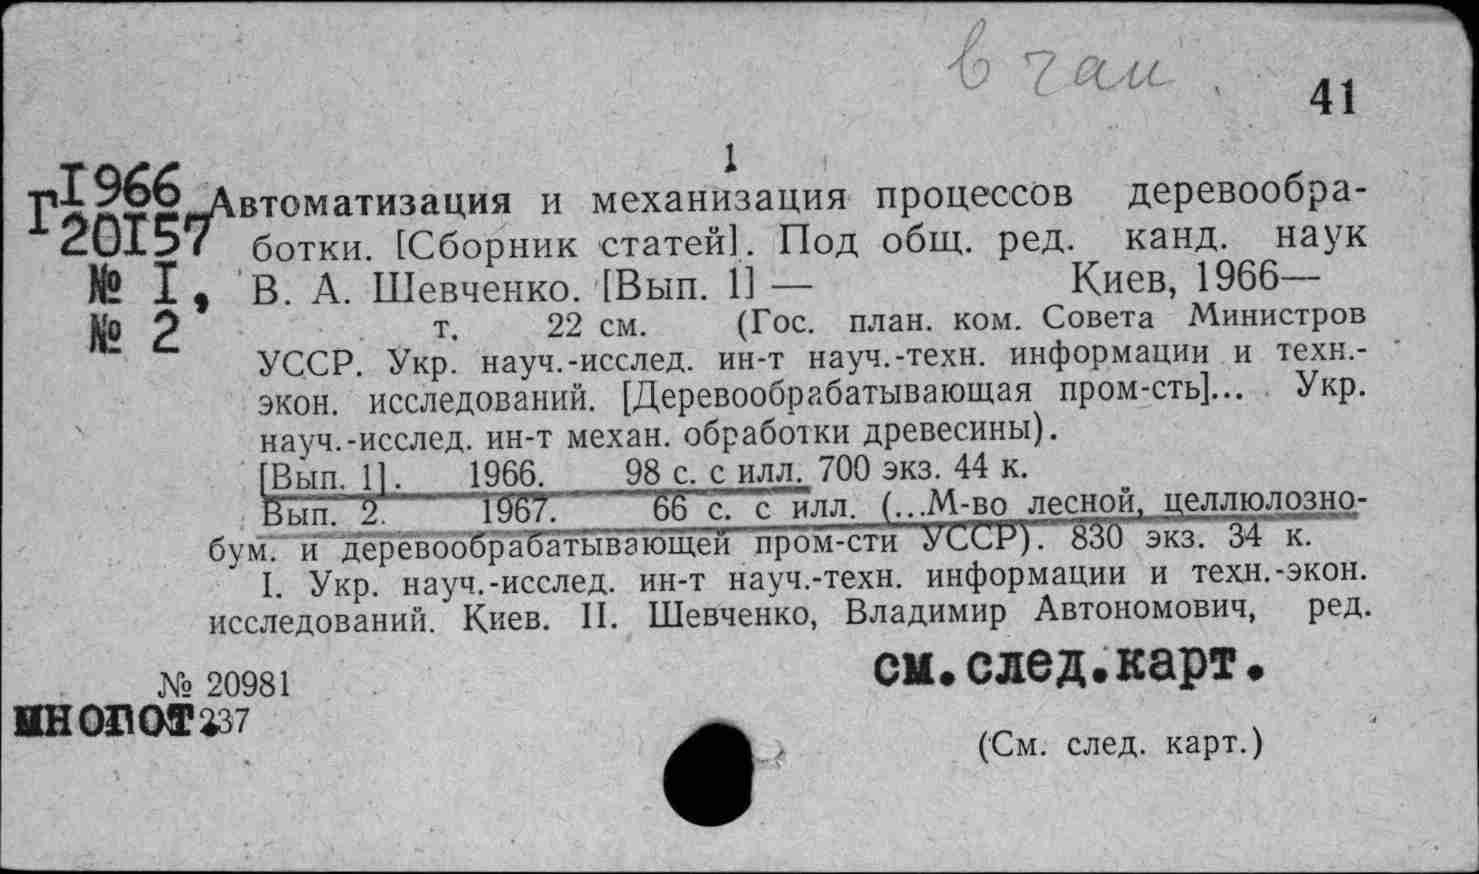 в
41
1
I966
Г20I57
№ I,
№ 2
Автоматизация и механизация процессов деревообра-
ботки. [Сборник статей]. Под общ. ред. канд. наук
В. А. Шевченко. [Вып. 1] — Киев, 1966—
т. 22 см. (Гос. план. ком. Совета Министров
УССР. Укр. науч.-исслед. ин-т науч.-техн. информации и техн.-
экон. исследований. [Деревообрабатывающая пром-сть]... Укр.
науч.-исслед. ин-т механ. обработки древесины).
[Вып. 1]. 1966. 98 с. с илл. 700 экз. 44 к.
Вып. 2. 1967. 66 с. с илл. (...М-во лесной, целлюлозно-
бум. и деревообрабатывающей пром-сти УССР). 830 экз. 34 к.
I. Укр. науч.-исслед. ин-т науч.-техн. информации и техн.-экон.
исследований. Киев. II. Шевченко, Владимир Автономович, ред.
см. след. карт.
№ 20981
многот 237
(См. след. карт.)